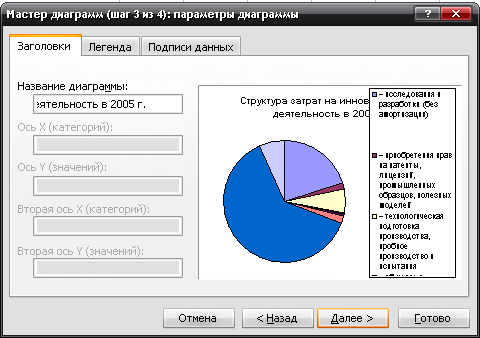 Мастер диаграмм (шаг 3 из 4): параметры диаграммы
Заголовки
Легенда
Подписи данных
Название диаграммы:
еятельность в 2005 г.
Ось X (категорий):
Ось Y (значений):
Вторая ось X (категорий):
Вторая ось Y (значений):
Структура затрат на иннов
деятельность в 200
- исследования и
разработки (без
амортизации)
- приобретения прав
на патенты,
лицензий,
промышленных
образцов, полезных
моделей
- технологическая
подготовка
производства,
пробное
производство и
испытания
Отмена
< Назад
Далее >
Готово